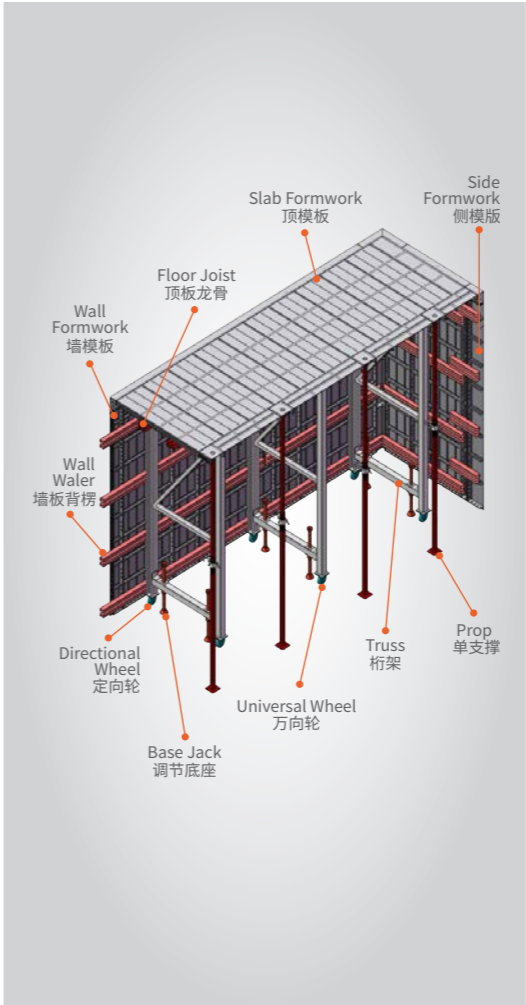 Side
Formwork
侧模版
Slab Formwork
顶模板
Floor Joist
顶板龙骨
Wall
Formwork
墙模板
Wall
Waler
墙板背楞
Directional
Wheel
定向轮
Truss
桁架
Prop
单支撑
Universal Wheel
万向轮
Base Jack
调节底座